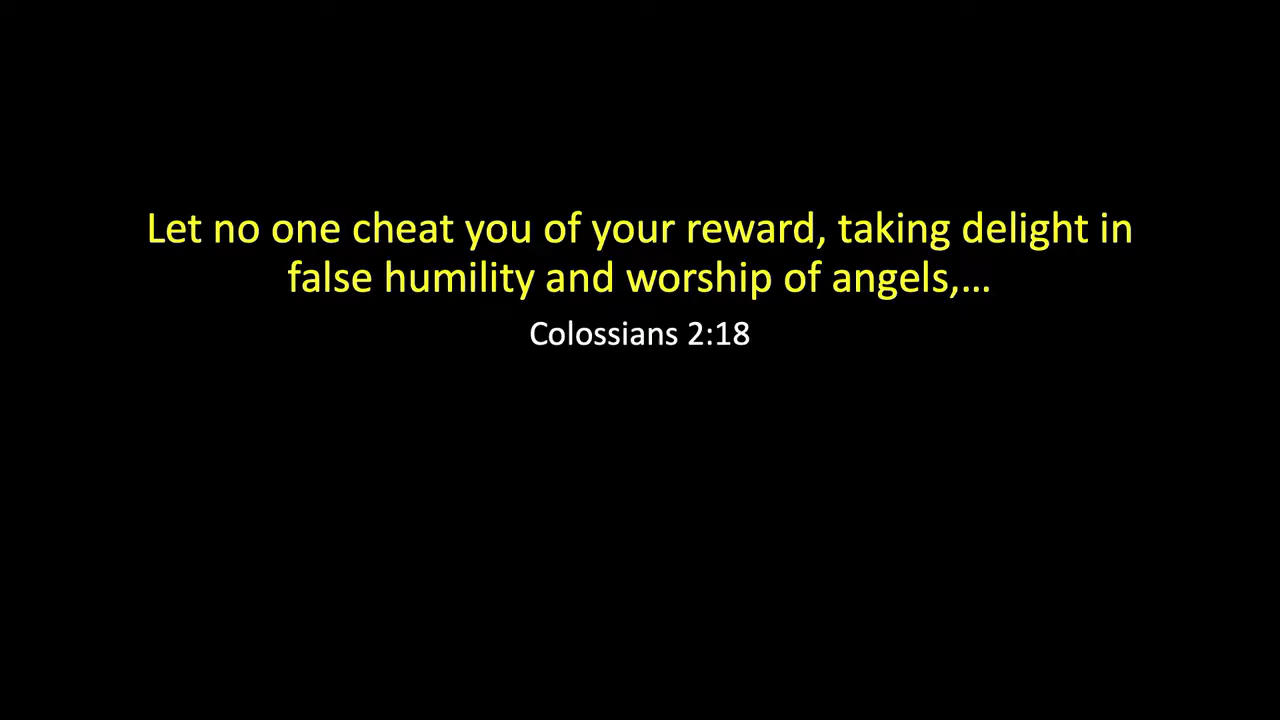 Let no one cheat you of your reward, taking delight in
false humility and worship of angels,…
Colossians 2:18